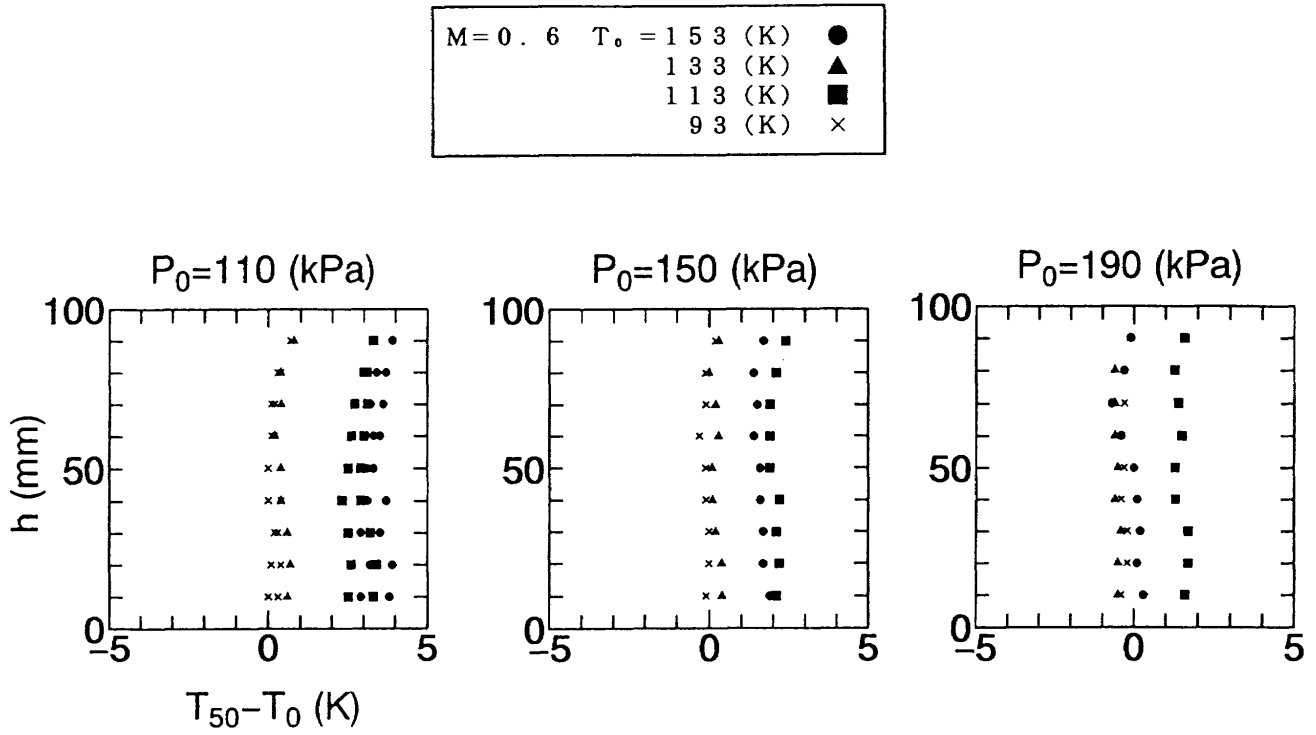 M=0.6 T₀=153 (K) ●
133 (K) ▲
113 (K) ■
93 (K) ×
P₀=110 (kPa)
P₀=150 (kPa)
P₀=190 (kPa)
h (mm)
100
50
0
−5 0 5
100
50
0
−5 0 5
100
50
0
−5 0 5
T₅₀−T₀ (K)